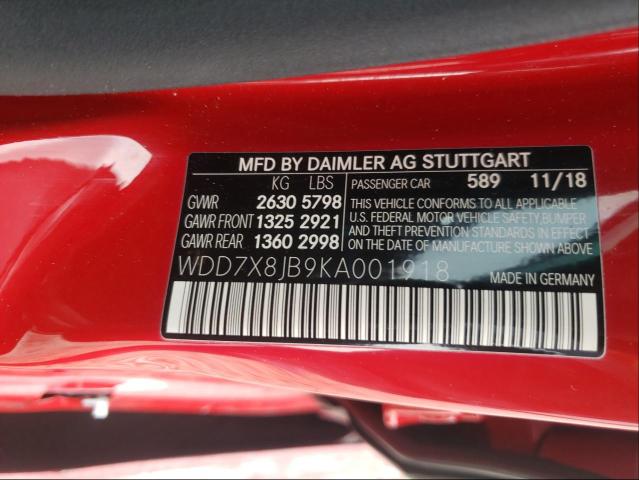 MFD BY DAIMLER AG STUTTGART
KG LBS
GVWR 2630 5798
GAWR FRONT 1325 2921
GAWR REAR 1360 2998
PASSENGER CAR 589 11/18
THIS VEHICLE CONFORMS TO ALL APPLICABLE
U.S. FEDERAL MOTOR VEHICLE SAFETY, BUMPER
AND THEFT PREVENTION STANDARDS IN EFFECT
ON THE DATE OF MANUFACTURE SHOWN ABOVE.
WDD7X8JB9KA001918
MADE IN GERMANY